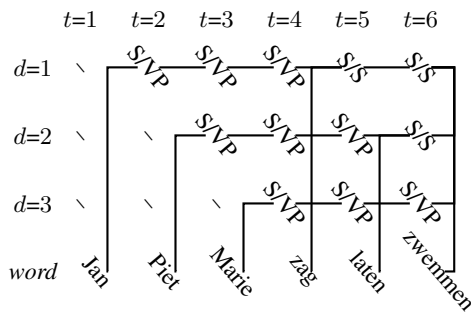 t=1 t=2 t=3 t=4 t=5 t=6
d=1 \ S/VP S/VP S/VP S/S S/S
d=2 \ \ S/VP S/VP S/VP S/S
d=3 \ \ \ S/VP S/VP S/VP
word Jan Piet Marie zag laten zwemmen